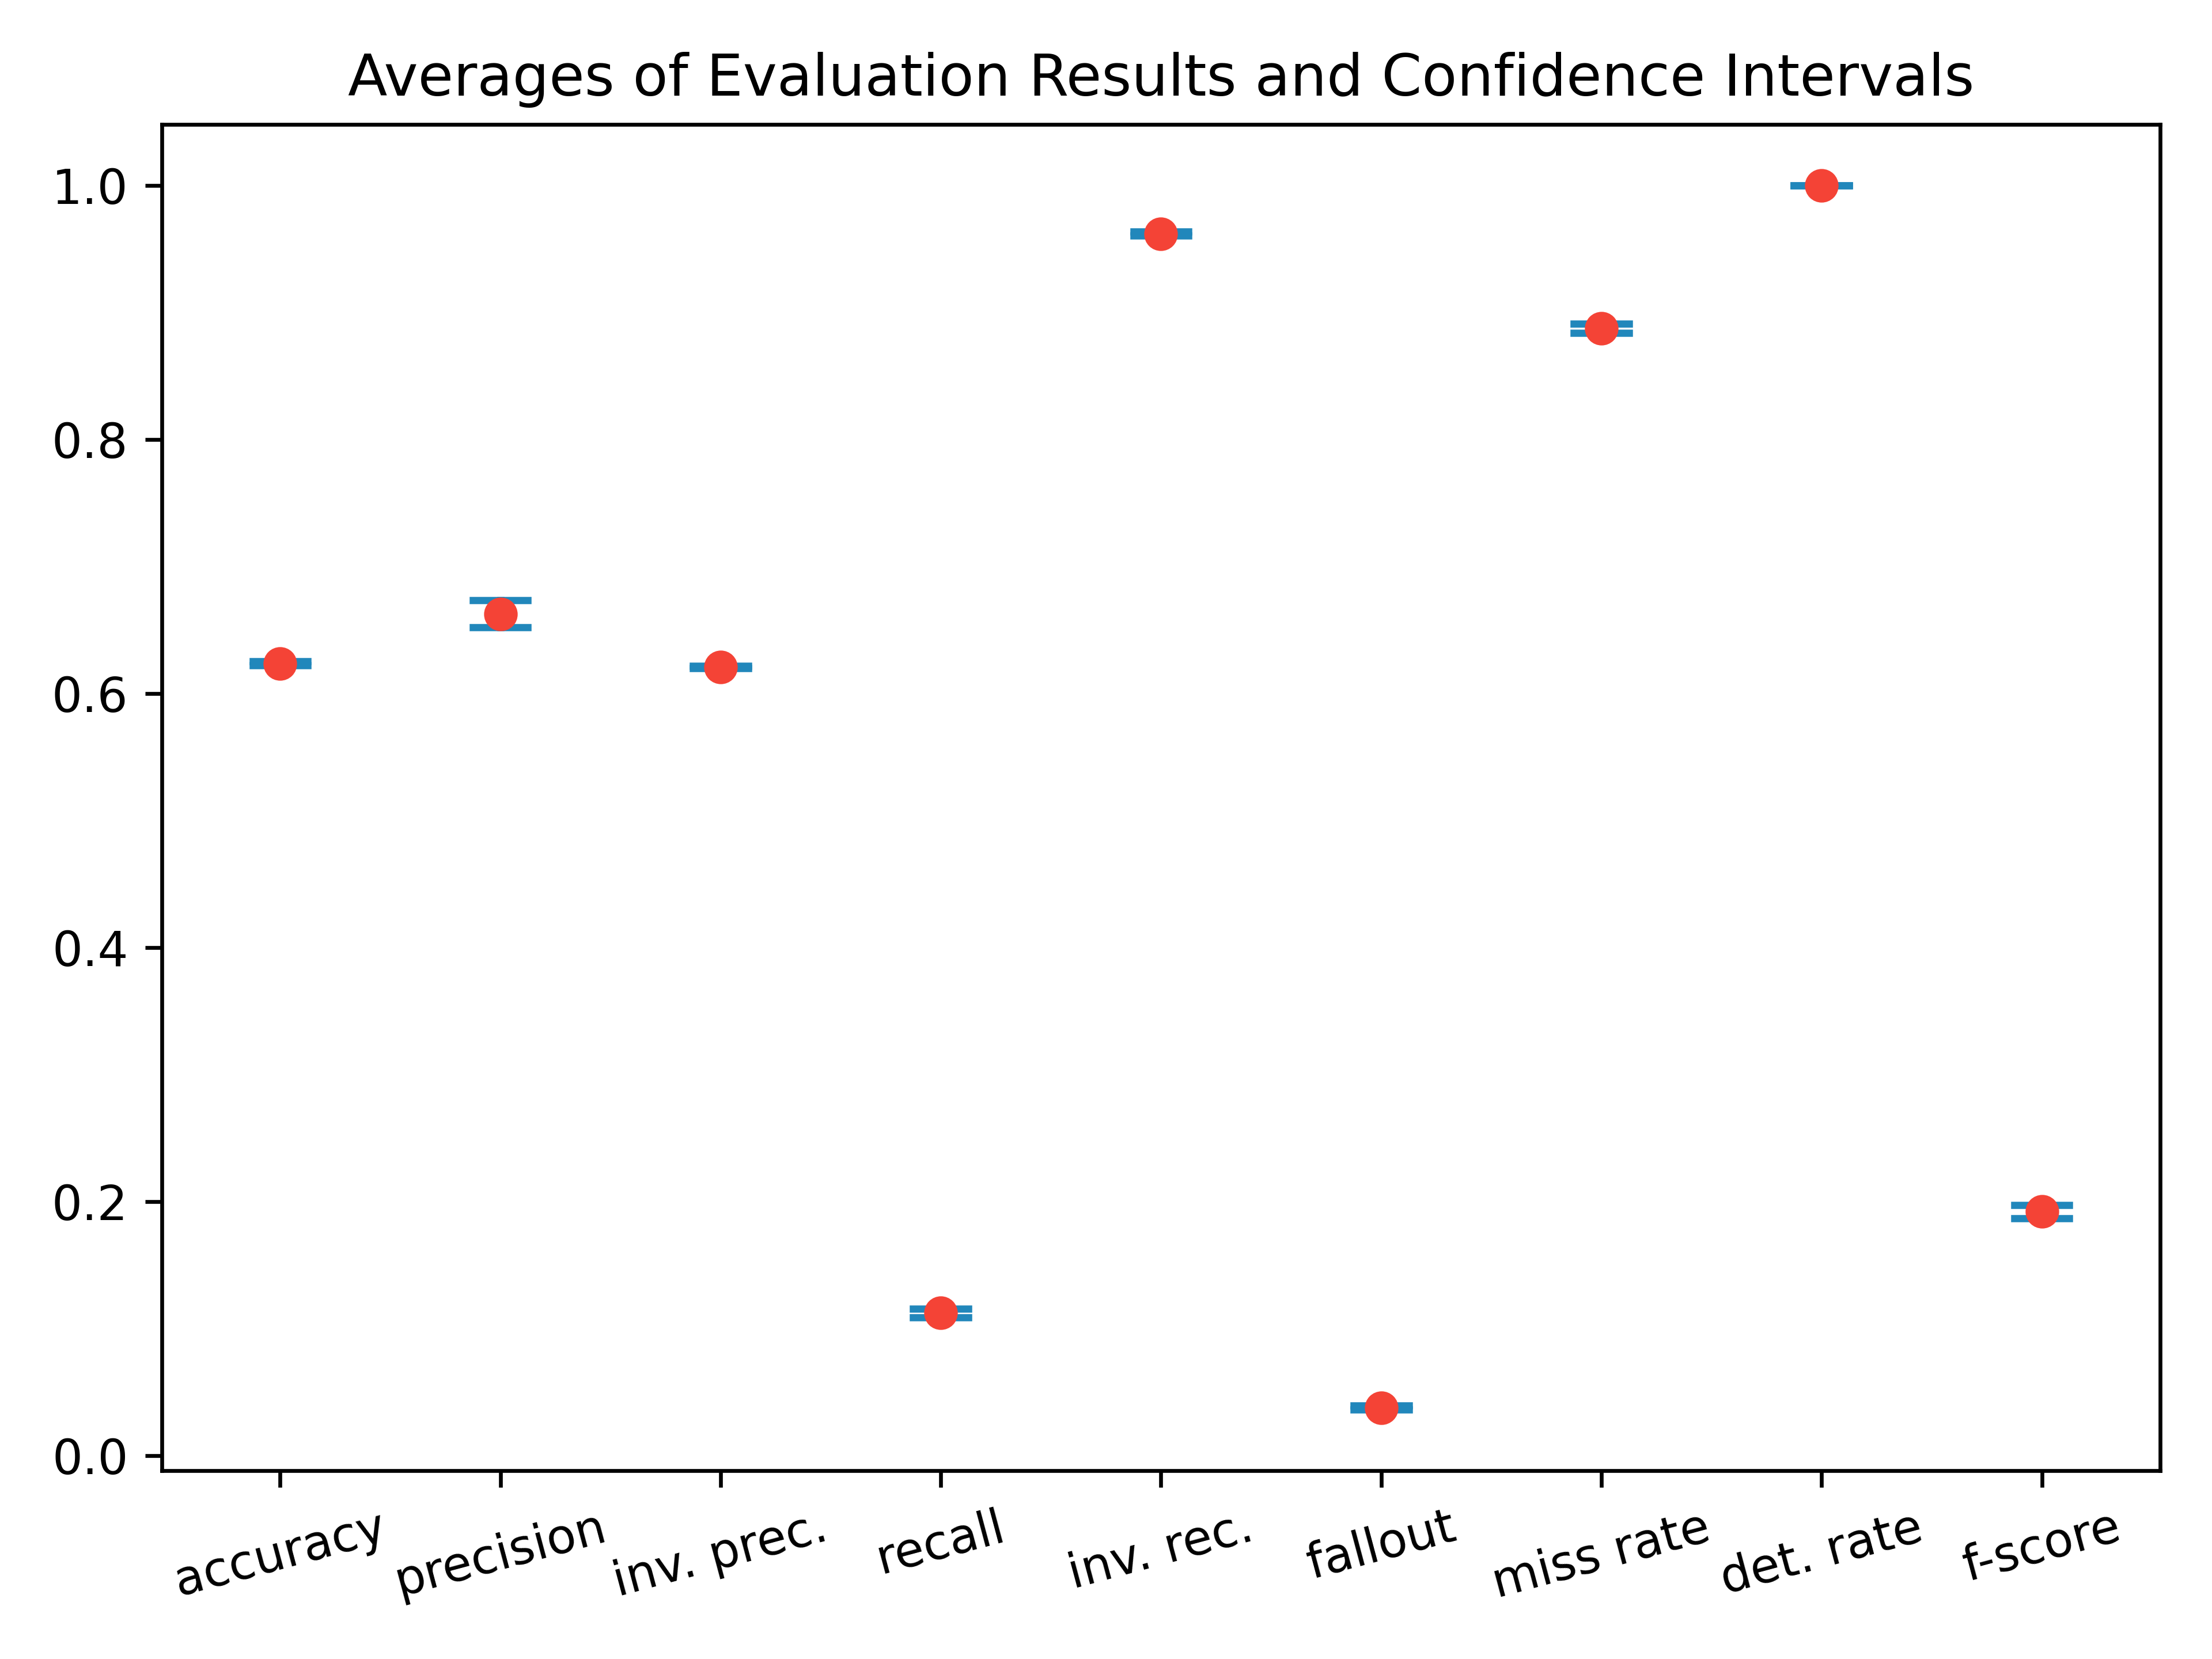 Averages of Evaluation Results and Confidence Intervals
1.0
0.8
0.6
0.4
0.2
0.0
accuracy
precision
inv. prec.
recall
inv. rec.
fallout
miss rate
det. rate
f-score